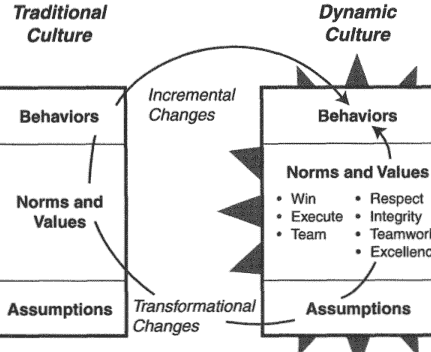 Traditional
Culture
Dynamic
Culture
Incremental
Changes
Behaviors
Behaviors
Norms and
Values
Norms and Values
• Win
• Execute
• Team
• Respect
• Integrity
• Teamwork
• Excellenc
Assumptions
Transformational
Changes
Assumptions